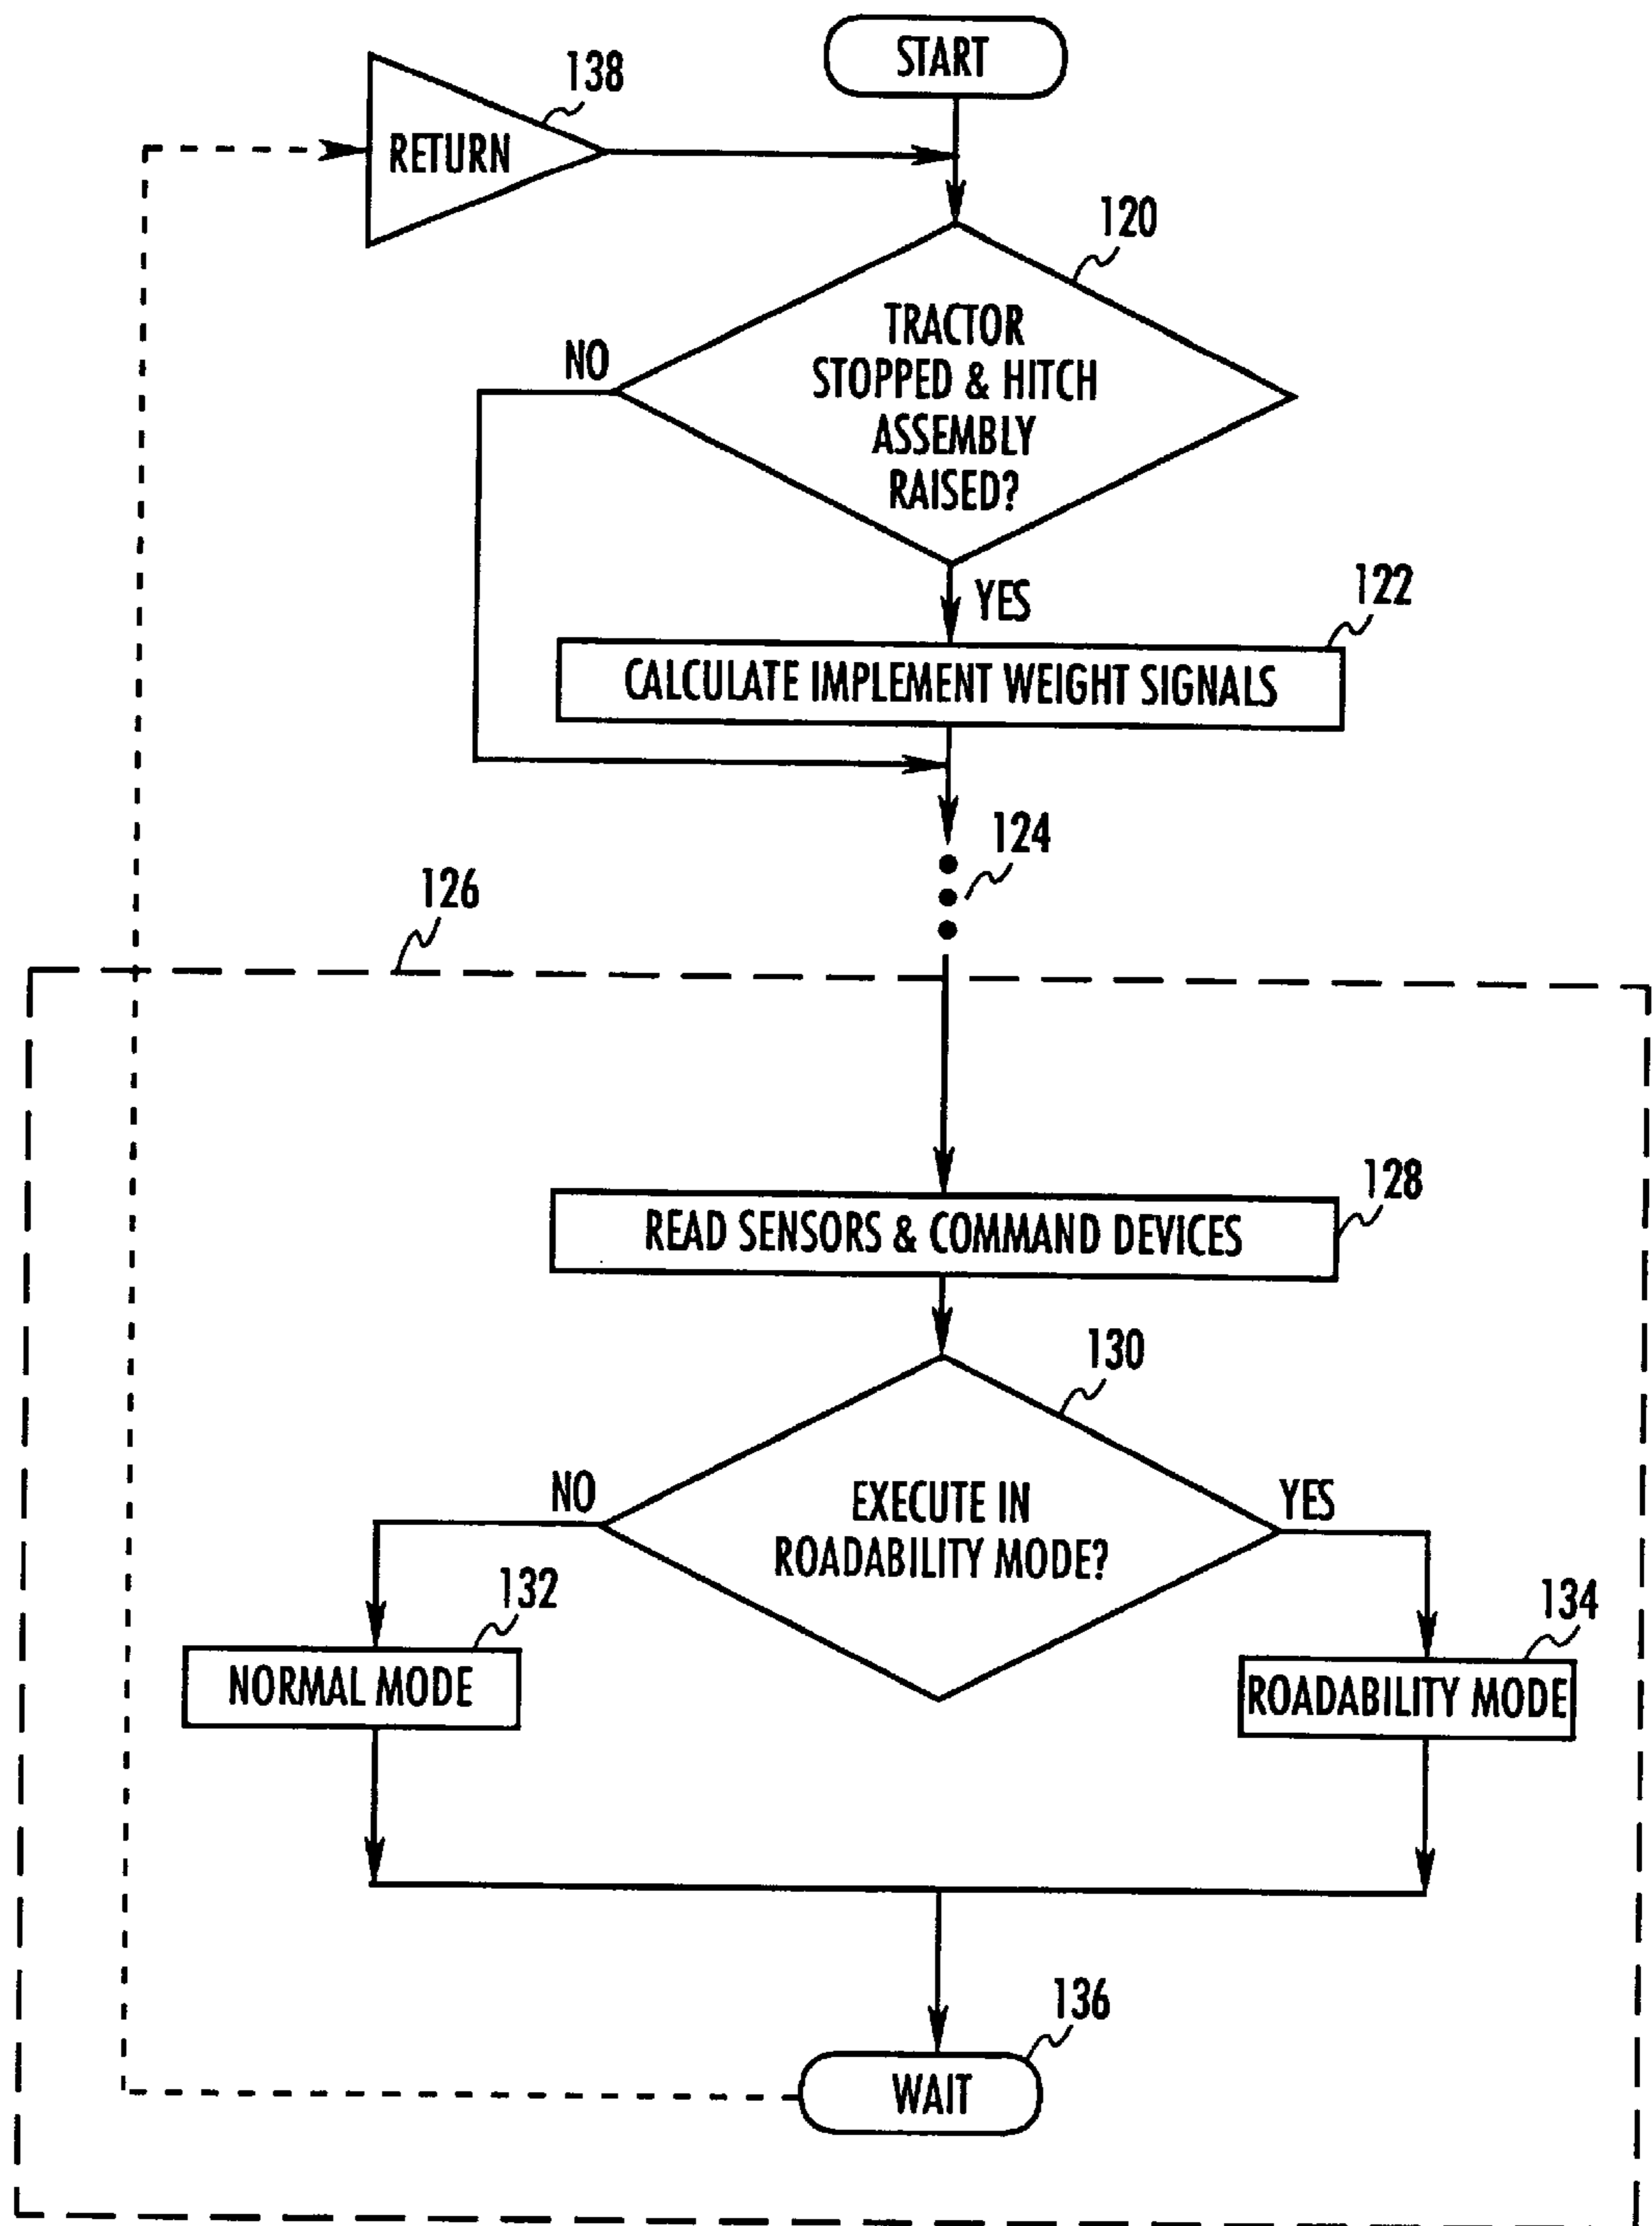 START
138
RETURN
120
TRACTOR
STOPPED & HITCH
ASSEMBLY
RAISED?
NO
YES
122
CALCULATE IMPLEMENT WEIGHT SIGNALS
124
126
128
READ SENSORS & COMMAND DEVICES
130
EXECUTE IN
ROADABILITY MODE?
NO
YES
132
NORMAL MODE
134
ROADABILITY MODE
136
WAIT